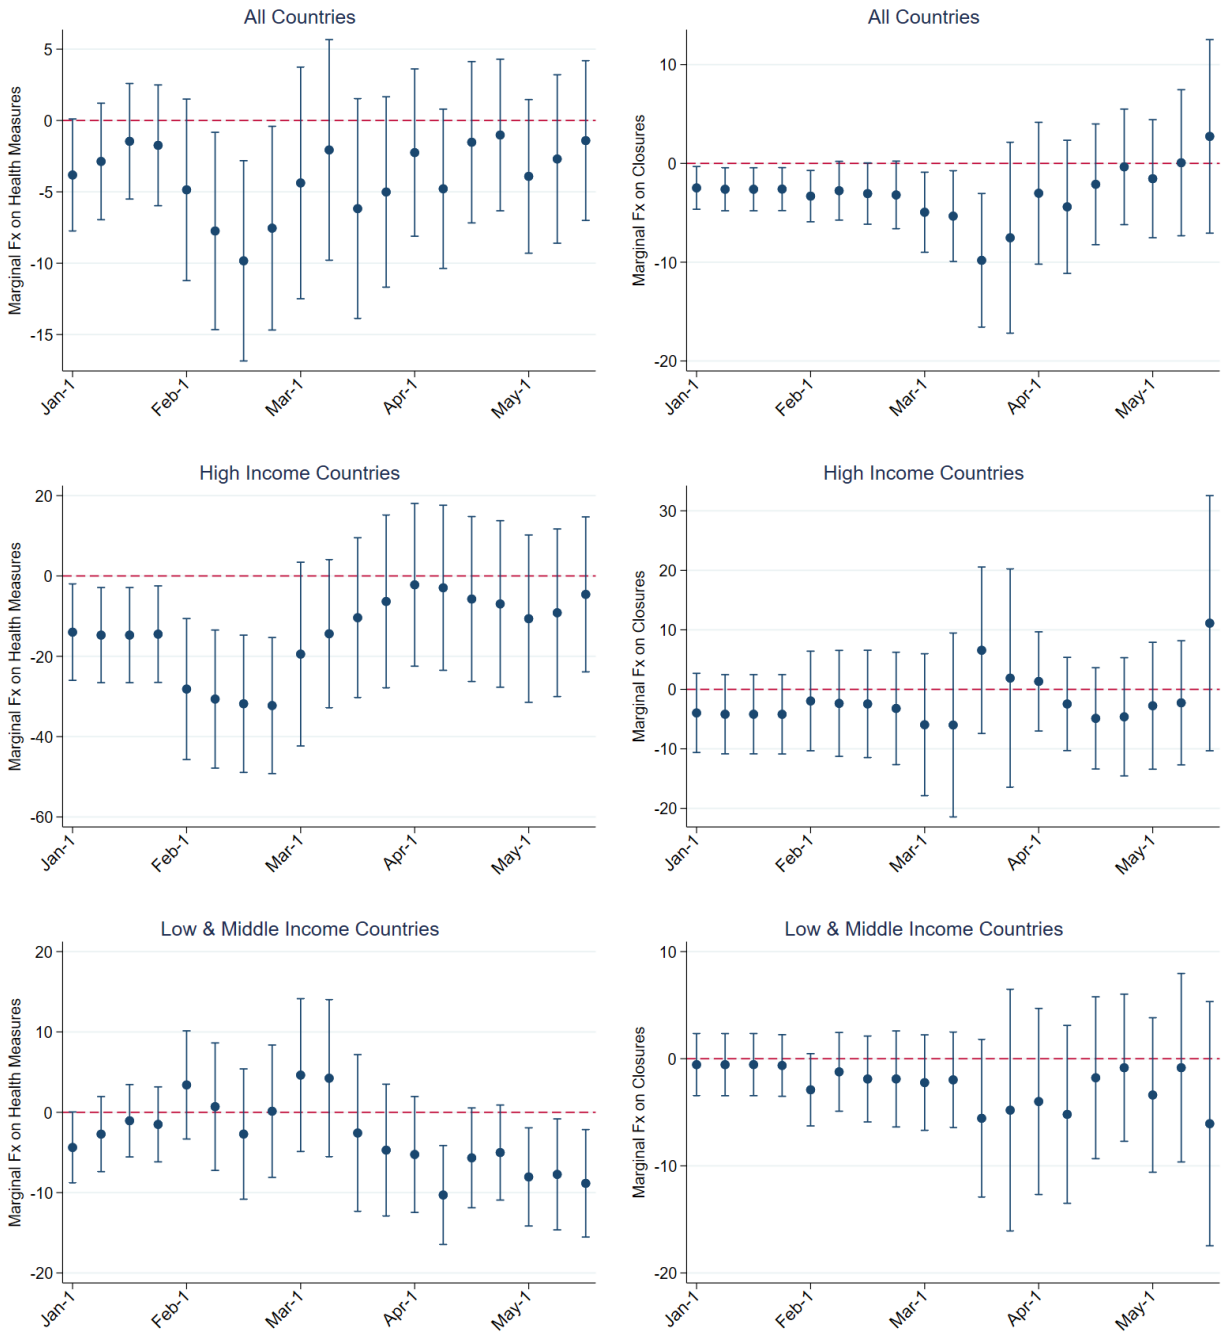 All Countries
Marginal Fx on Health Measures
5
0
-5
-10
-15
Jan-1
Feb-1
Mar-1
Apr-1
May-1
All Countries
Marginal Fx on Closures
10
0
-10
-20
Jan-1
Feb-1
Mar-1
Apr-1
May-1
High Income Countries
Marginal Fx on Health Measures
20
0
-20
-40
-60
Jan-1
Feb-1
Mar-1
Apr-1
May-1
High Income Countries
Marginal Fx on Closures
30
20
10
0
-10
-20
Jan-1
Feb-1
Mar-1
Apr-1
May-1
Low & Middle Income Countries
Marginal Fx on Health Measures
20
10
0
-10
-20
Jan-1
Feb-1
Mar-1
Apr-1
May-1
Low & Middle Income Countries
Marginal Fx on Closures
10
0
-10
-20
Jan-1
Feb-1
Mar-1
Apr-1
May-1